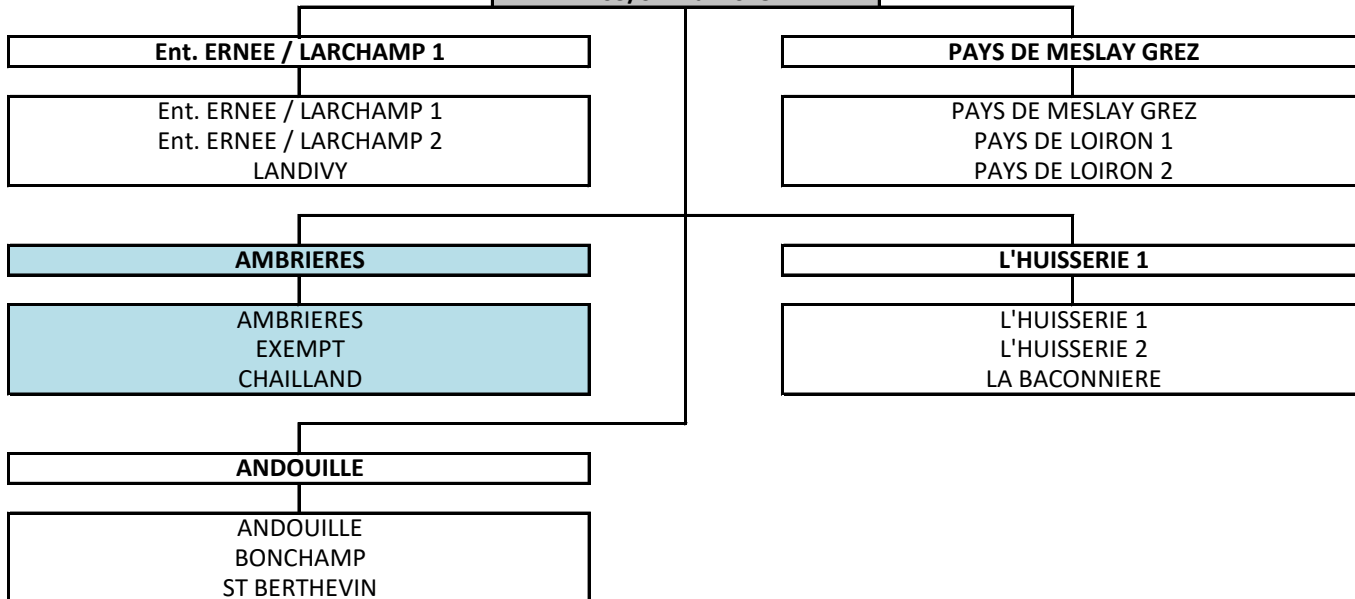 Ent. ERNEE / LARCHAMP 1
Ent. ERNEE / LARCHAMP 1
Ent. ERNEE / LARCHAMP 2
LANDIVY
PAYS DE MESLAY GREZ
PAYS DE MESLAY GREZ
PAYS DE LOIRON 1
PAYS DE LOIRON 2
AMBRIERES
AMBRIERES
EXEMPT
CHAILLAND
L'HUISSERIE 1
L'HUISSERIE 1
L'HUISSERIE 2
LA BACONNIERE
ANDOUILLE
ANDOUILLE
BONCHAMP
ST BERTHEVIN